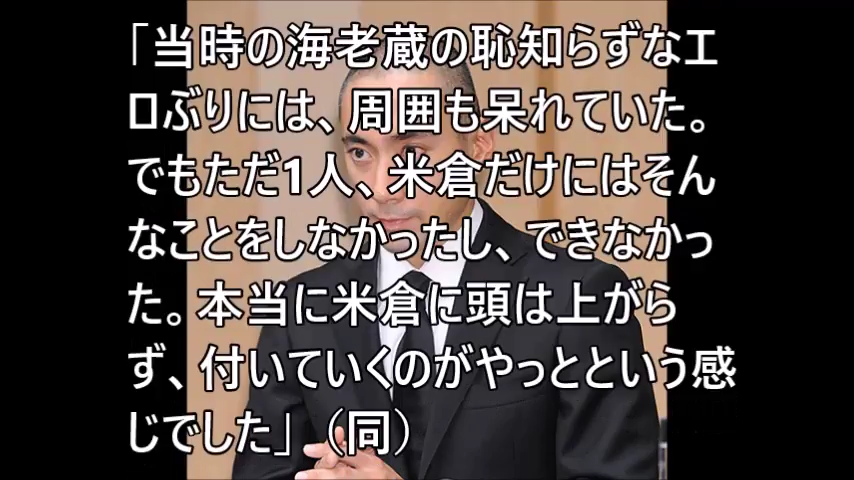 「当時の海老蔵の恥知らずなエ
ロぶりには、周囲も呆れていた。
でもただ1人、米倉だけにはそん
なことをしなかったし、できなかっ
た。本当に米倉に頭は上がら
ず、付いていくのがやっとという感
じでした」（同）